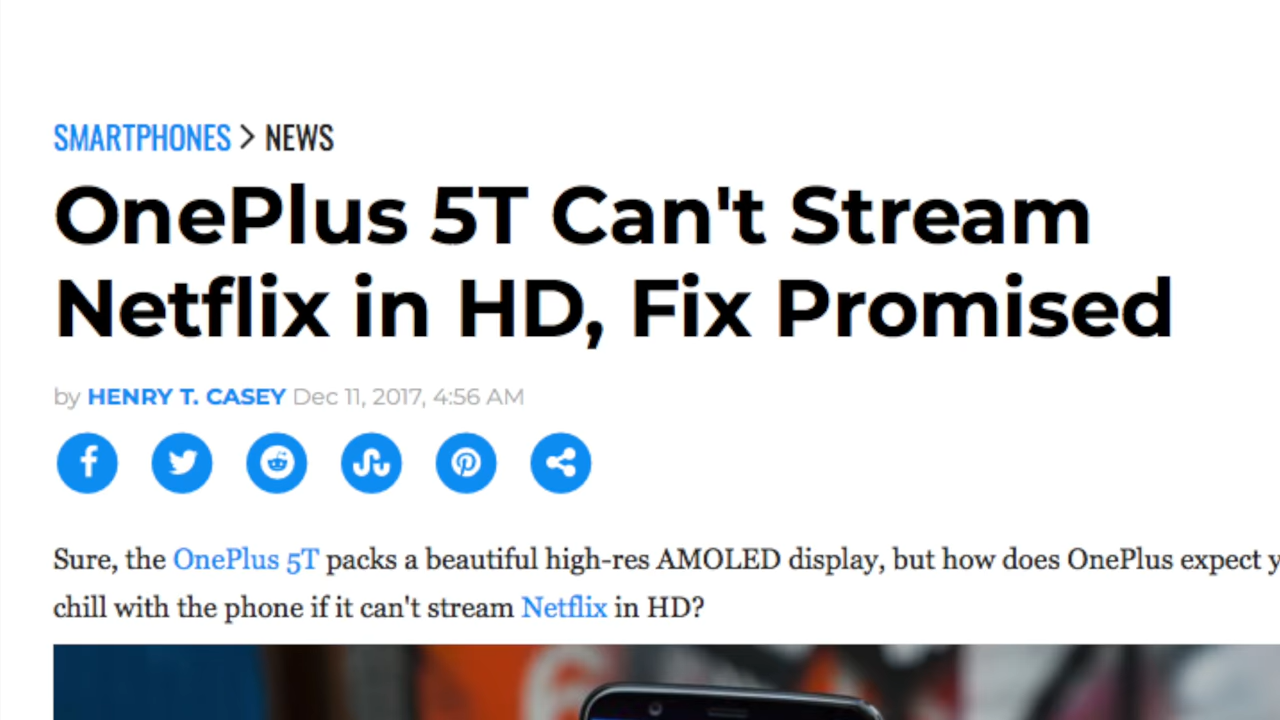 SMARTPHONES > NEWS
OnePlus 5T Can't Stream
Netflix in HD, Fix Promised
by HENRY T. CASEY Dec 11, 2017, 4:56 AM
Sure, the OnePlus 5T packs a beautiful high-res AMOLED display, but how does OnePlus expect
chill with the phone if it can't stream Netflix in HD?